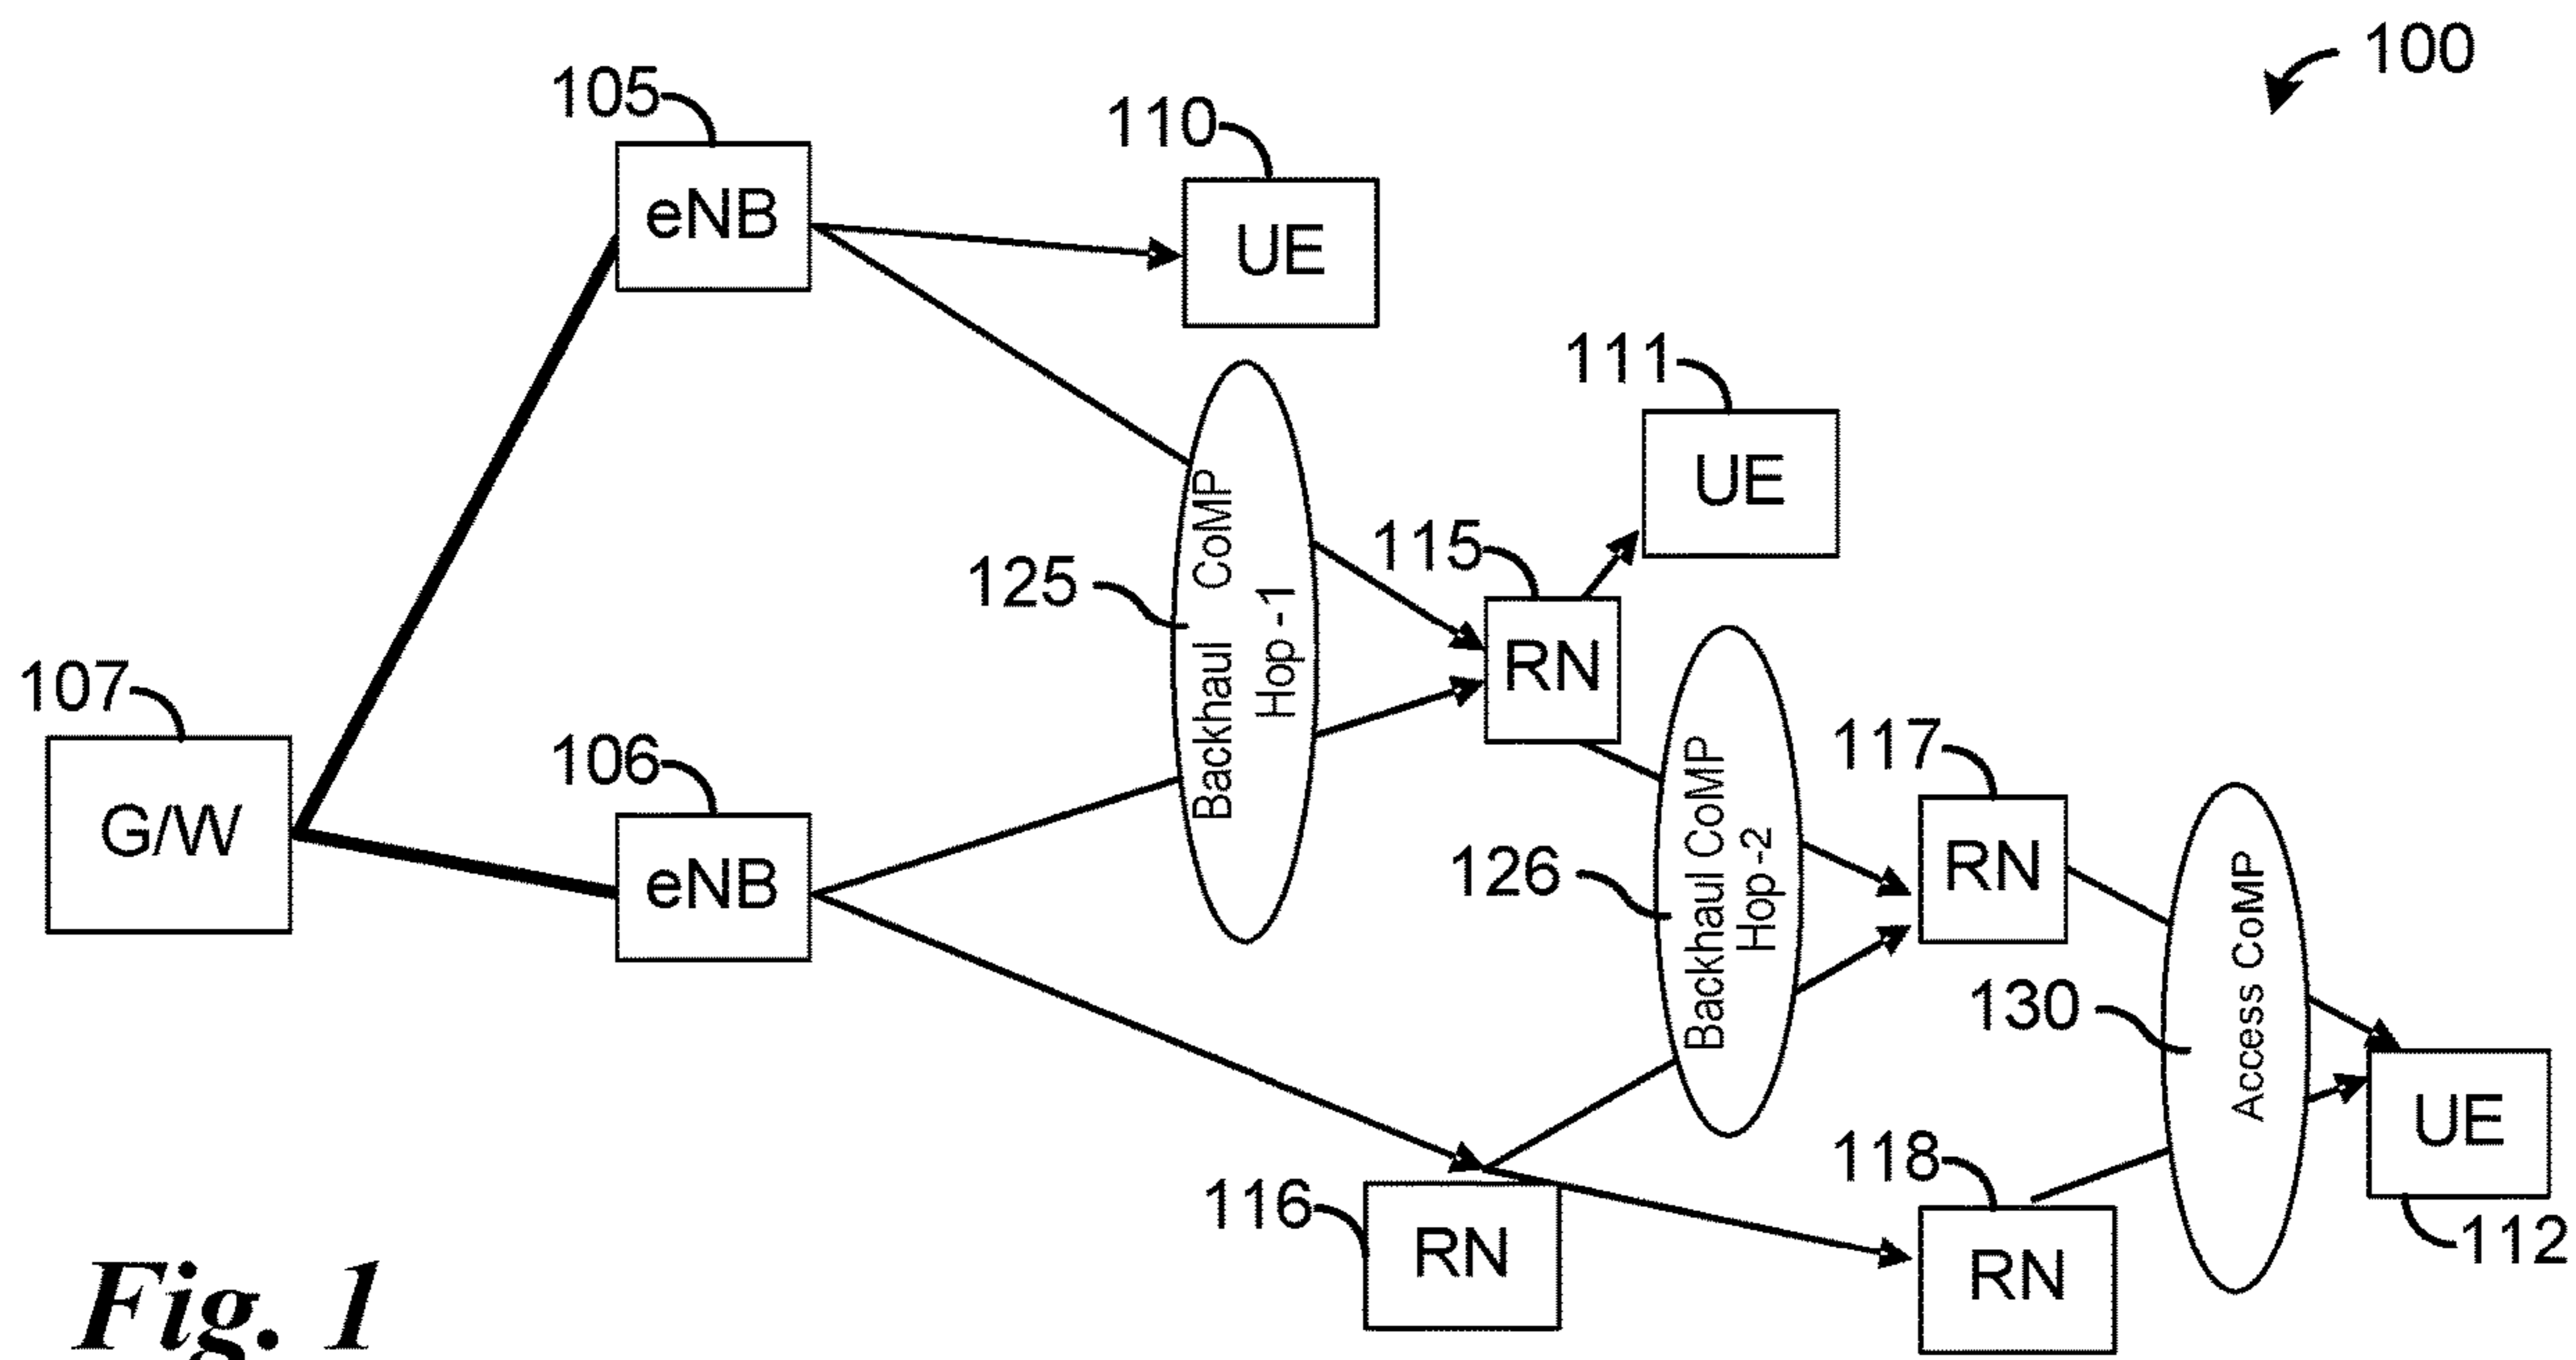 100
105
eNB
110
UE
111
UE
125
Backhaul CoMP
Hop-1
115
RN
107
G/W
106
eNB
126
Backhaul CoMP
Hop-2
117
RN
130
Access CoMP
116
RN
118
RN
UE
112
Fig. 1